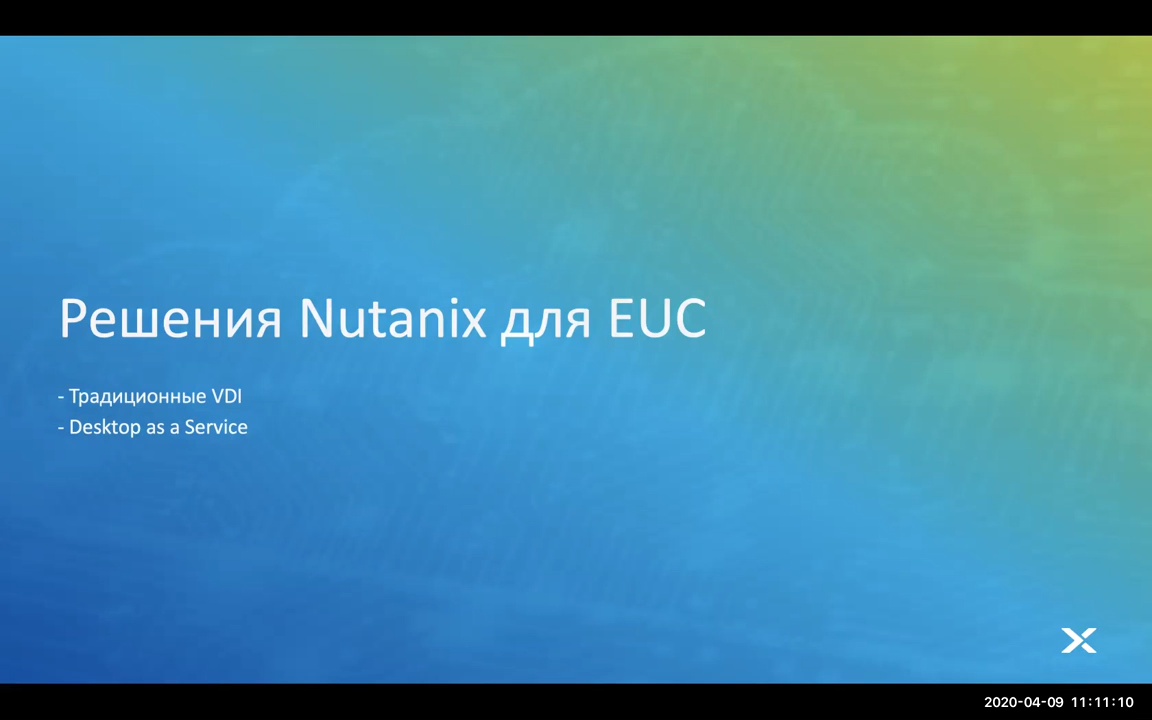 Решения Nutanix для EUC
- Традиционные VDI
- Desktop as a Service
2020-04-09 11:11:10